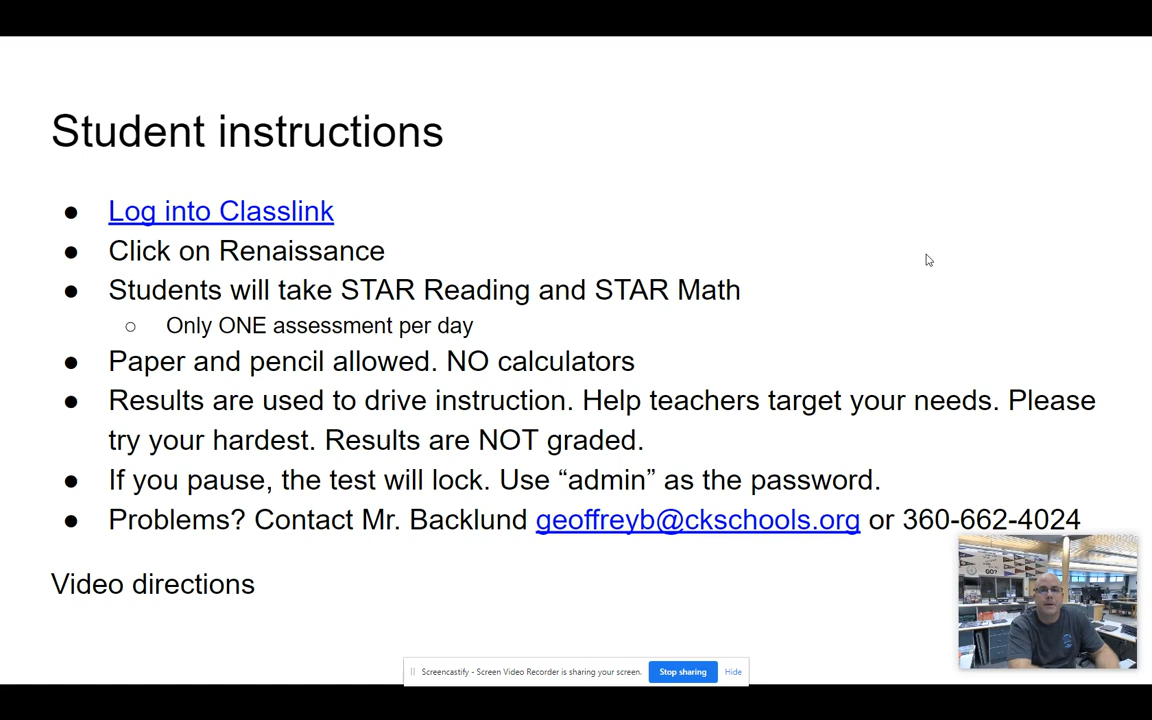 Student instructions
● Log into Classlink
● Click on Renaissance
● Students will take STAR Reading and STAR Math
○ Only ONE assessment per day
● Paper and pencil allowed. NO calculators
● Results are used to drive instruction. Help teachers target your needs. Please
try your hardest. Results are NOT graded.
● If you pause, the test will lock. Use “admin” as the password.
● Problems? Contact Mr. Backlund geoffreyb@ckschools.org or 360-662-4024
Video directions
GO?
Screencastify - Screen Video Recorder is sharing your screen. Stop sharing Hide